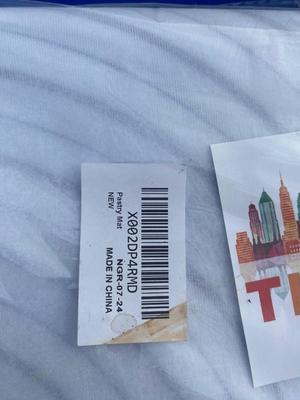 X002DP4RMD
Pastry Mat
NEW
NGR-07-24
MADE IN CHINA
T